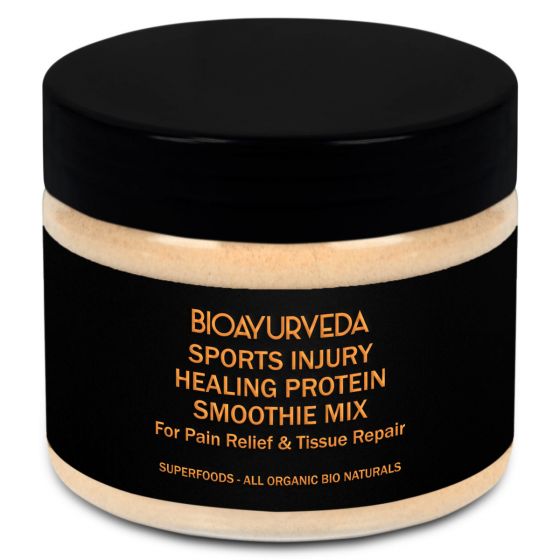 BIOAYURVEDA
SPORTS INJURY
HEALING PROTEIN
SMOOTHIE MIX
For Pain Relief & Tissue Repair
SUPERFOODS - ALL ORGANIC BIO NATURALS